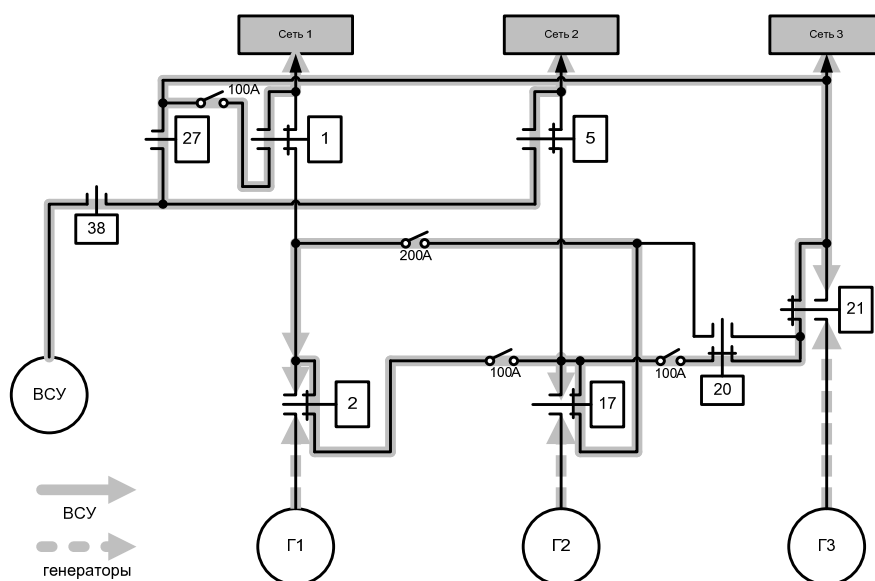 Сеть 1
Сеть 2
Сеть 3
100А
27
1
5
38
200А
21
100А
100А
20
ВСУ
2
17
ВСУ
генераторы
Г1
Г2
Г3